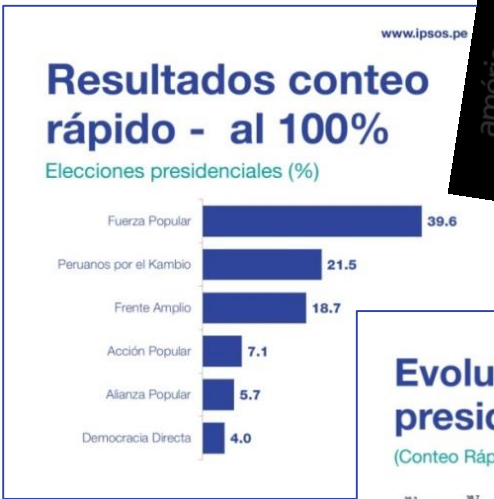 www.ipsos.pe
Resultados conteo
rápido - al 100%
Elecciones presidenciales (%)
Fuerza Popular 39.6
Peruanos por el Kambio 21.5
Frente Amplio 18.7
Acción Popular 7.1
Alianza Popular 5.7
Democracia Directa 4.0